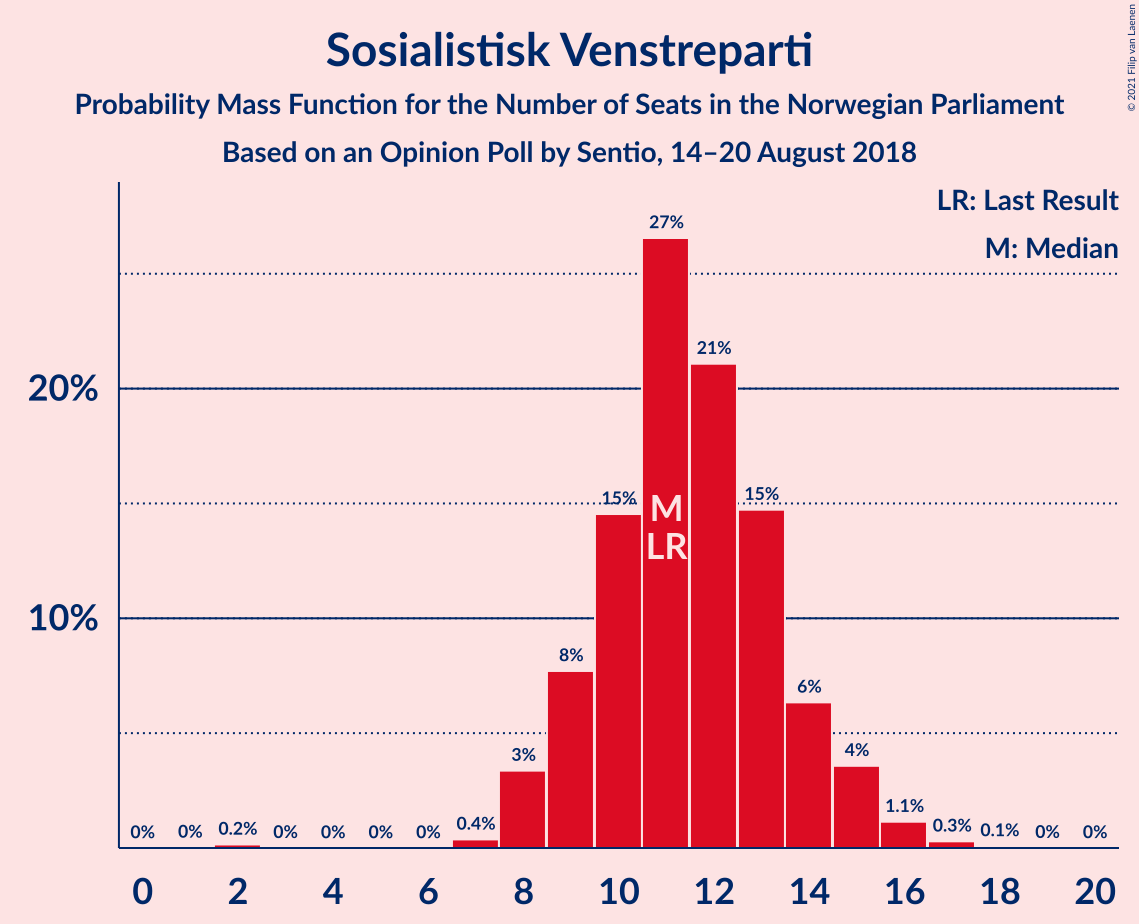 Sosialistisk Venstreparti
Probability Mass Function for the Number of Seats in the Norwegian Parliament
Based on an Opinion Poll by Sentio, 14–20 August 2018
© 2021 Filip van Laenen
LR: Last Result
M: Median
20%
10%
0% 0% 0.2% 0% 0% 0% 0% 0.4% 3% 8% 15% 27% 21% 15% 6% 4% 1.1% 0.3% 0.1% 0% 0%
M
LR
0 2 4 6 8 10 12 14 16 18 20